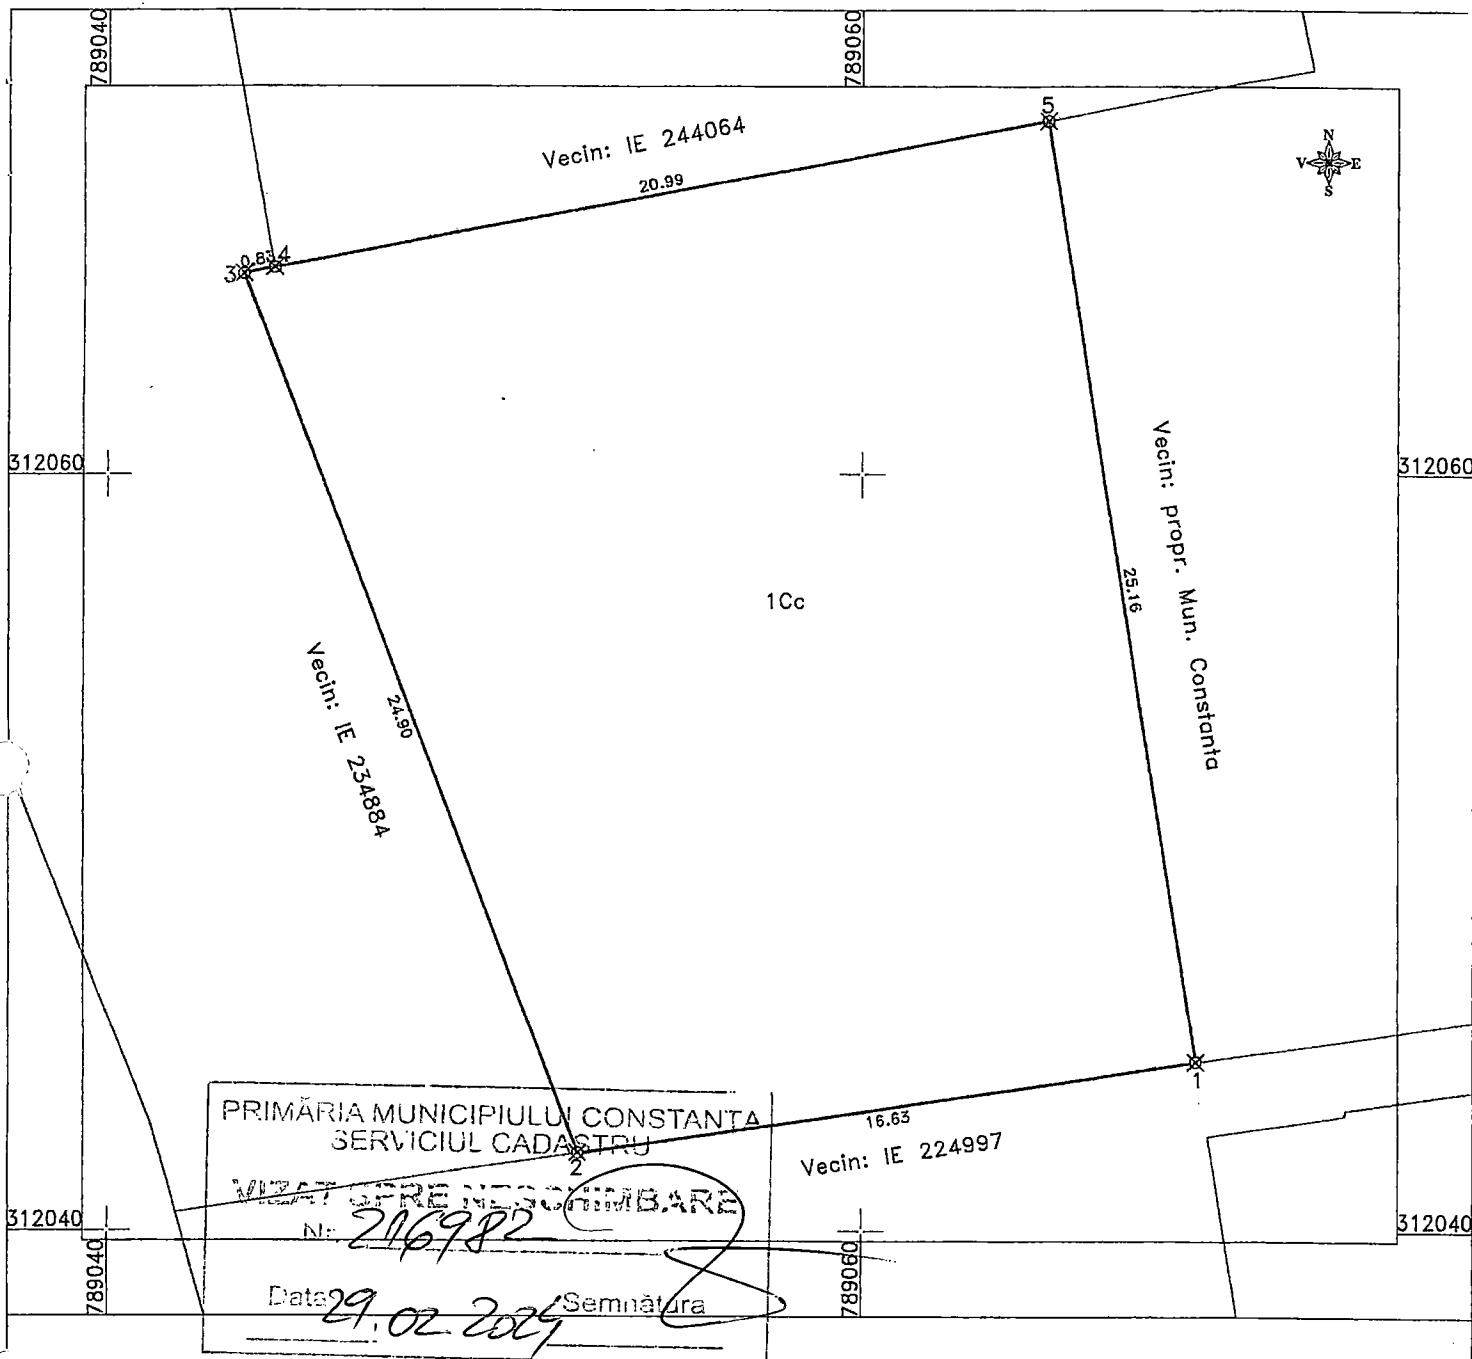 789040
789060
5
Vecin: IE 244064
20.99
N
V E
S
3 0.83 4
312060
312060
Vecin: propr. Mun. Constanta
25.16
1Cc
Vecin: IE 234884
24.90
1
16.63
2
Vecin: IE 224997
PRIMĂRIA MUNICIPIULUI CONSTANTA
SERVICIUL CADASTRU
VIZAT SPRE NESCHIMBARE
Nr. 216982
Data 29.02.2024 Semnătura
312040
312040
789040
789060